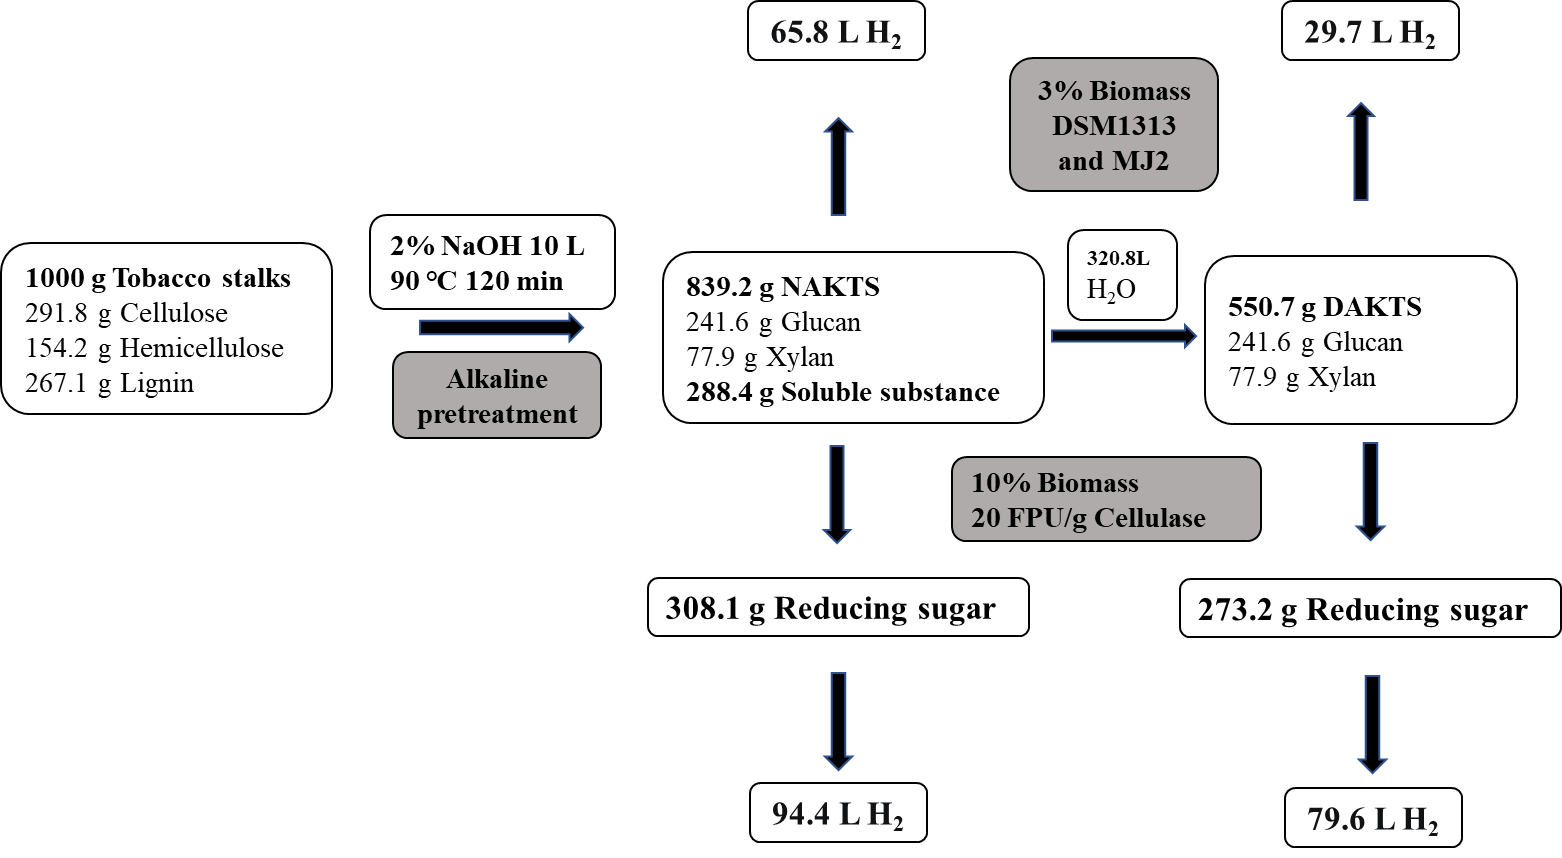 65.8 L H₂
29.7 L H₂
3% Biomass
DSM1313
and MJ2
1000 g Tobacco stalks
291.8 g Cellulose
154.2 g Hemicellulose
267.1 g Lignin
2% NaOH 10 L
90 ℃ 120 min
Alkaline
pretreatment
839.2 g NAKTS
241.6 g Glucan
77.9 g Xylan
288.4 g Soluble substance
320.8L
H₂O
550.7 g DAKTS
241.6 g Glucan
77.9 g Xylan
10% Biomass
20 FPU/g Cellulase
308.1 g Reducing sugar
273.2 g Reducing sugar
94.4 L H₂
79.6 L H₂